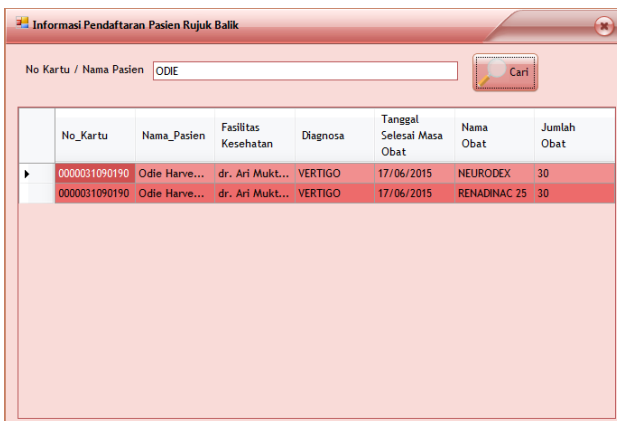 Informasi Pendaftaran Pasien Rujuk Balik
No Kartu / Nama Pasien ODIE Cari
No_Kartu Nama_Pasien Fasilitas Kesehatan Diagnosa Tanggal Selesai Masa Obat Nama Obat Jumlah Obat
0000031090190 Odie Harve... dr. Ari Mukt... VERTIGO 17/06/2015 NEURODEX 30
0000031090190 Odie Harve... dr. Ari Mukt... VERTIGO 17/06/2015 RENADINAC 25 30